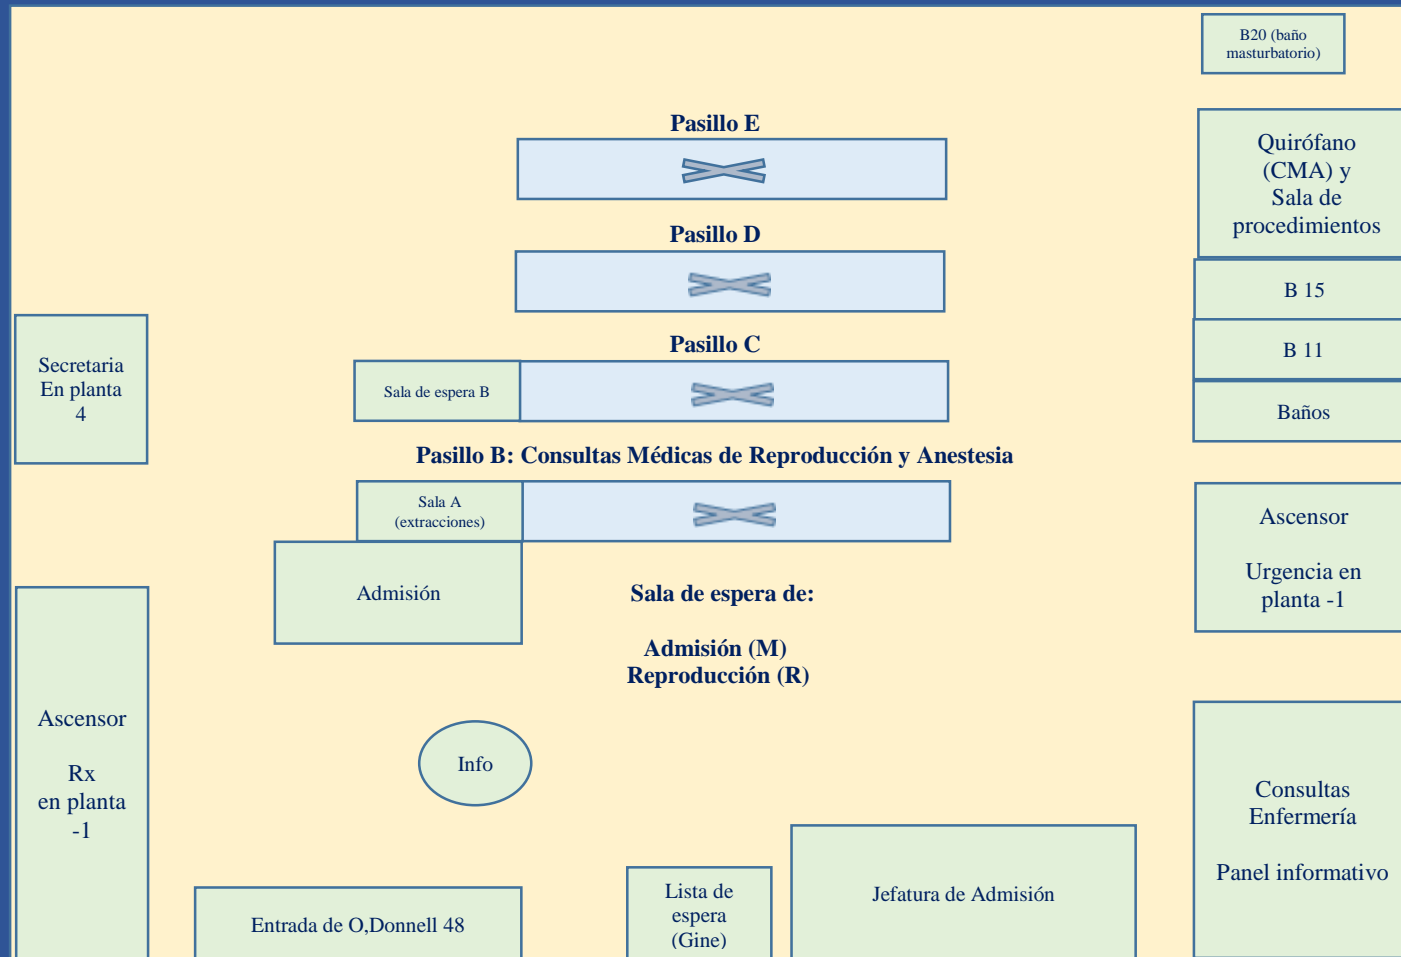 B20 (baño
masturbatorio)
Pasillo E
Quirófano
(CMA) y
Sala de
procedimientos
Pasillo D
B 15
Pasillo C
B 11
Secretaria
En planta
4
Sala de espera B
Baños
Pasillo B: Consultas Médicas de Reproducción y Anestesia
Sala A
(extracciones)
Ascensor
Urgencia en
planta -1
Admisión
Sala de espera de:
Admisión (M)
Reproducción (R)
Ascensor
Rx
en planta
-1
Info
Consultas
Enfermería
Panel informativo
Lista de
espera
(Gine)
Jefatura de Admisión
Entrada de O,Donnell 48